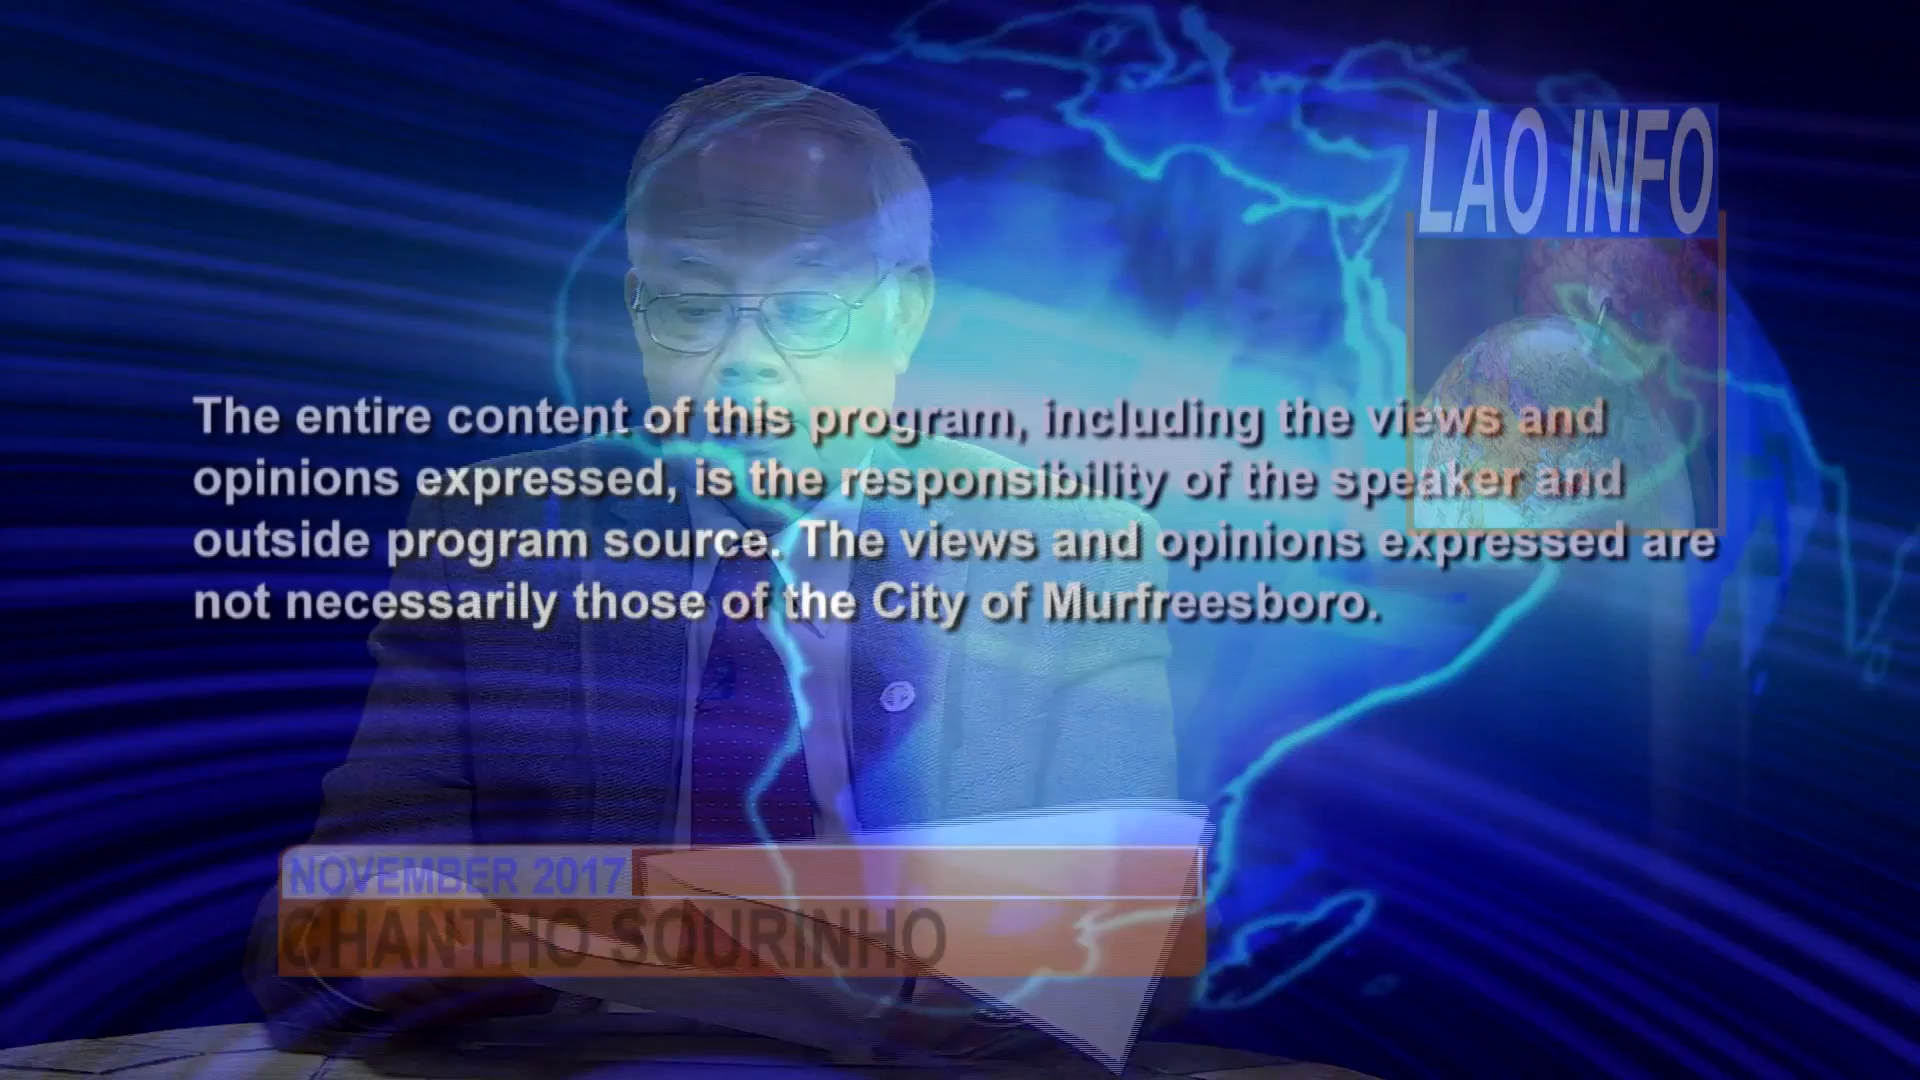 LAO INFO
The entire content of this program, including the views and
opinions expressed, is the responsibility of the speaker and
outside program source. The views and opinions expressed are
not necessarily those of the City of Murfreesboro.
NOVEMBER 2017
CHANTHO SOURINHO